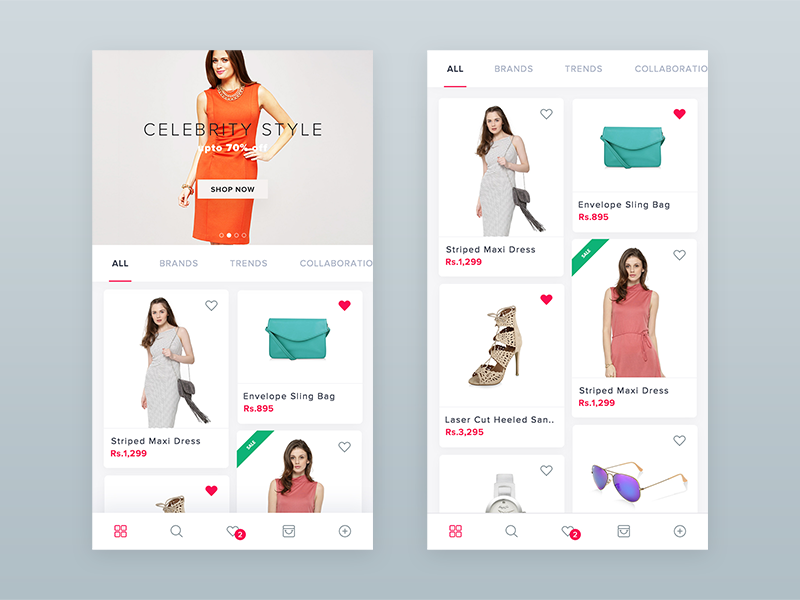 CELEBRITY STYLE
upto 70% off
SHOP NOW
ALL BRANDS TRENDS COLLABORATIO
Striped Maxi Dress
Rs.1,299
Envelope Sling Bag
Rs.895
SALE
2
ALL BRANDS TRENDS COLLABORATIO
Striped Maxi Dress
Rs.1,299
Envelope Sling Bag
Rs.895
Laser Cut Heeled San..
Rs.3,295
SALE
Striped Maxi Dress
Rs.1,299
2